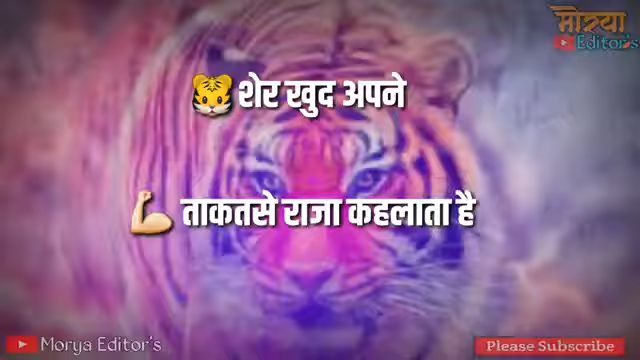 मोरया
Editor's
🐯शेर खुद अपने
💪 ताकतसे राजा कहलाता है
Morya Editor's
Please Subscribe